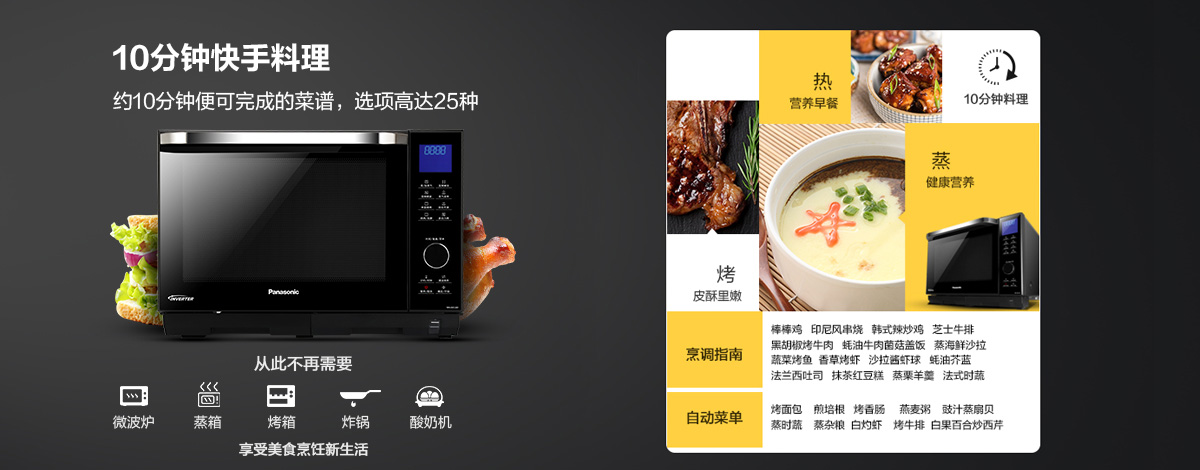 10分钟快手料理
约10分钟便可完成的菜谱，选项高达25种
8888
INVERTER
Panasonic
从此不再需要
微波炉 蒸箱 烤箱 炸锅 酸奶机
享受美食烹饪新生活
热
营养早餐
10分钟料理
蒸
健康营养
烤
皮酥里嫩
烹调指南
棒棒鸡 印尼风串烧 韩式辣炒鸡 芝士牛排
黑胡椒烤牛肉 蚝油牛肉菌菇盖饭 蒸海鲜沙拉
蔬菜烤鱼 香草烤虾 沙拉酱虾球 蚝油芥蓝
法兰西吐司 抹茶红豆糕 蒸栗羊羹 法式时蔬
自动菜单
烤面包 煎培根 烤香肠 燕麦粥 豉汁蒸扇贝
蒸时蔬 蒸杂粮 白灼虾 烤牛排 白果百合炒西芹